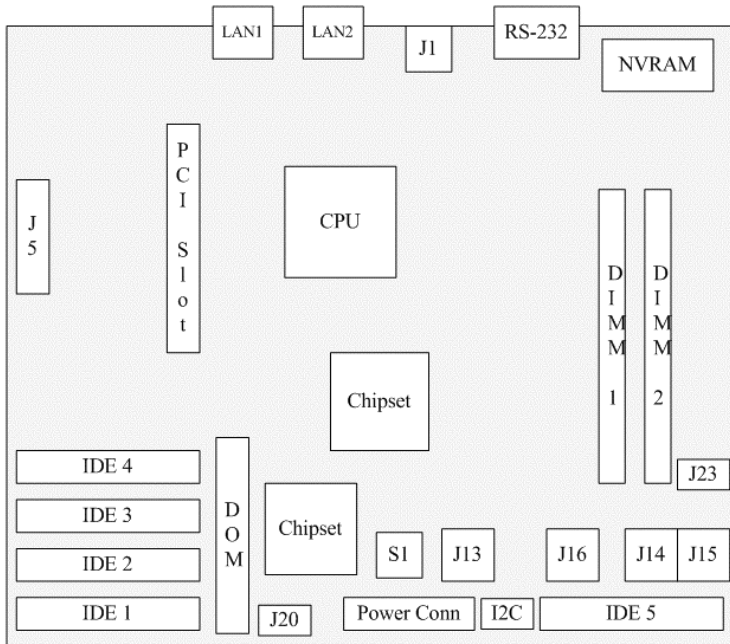 LAN1
LAN2
J1
RS-232
NVRAM
PCI Slot
J5
CPU
DIMM 1
DIMM 2
Chipset
IDE 4
J23
IDE 3
DOM
Chipset
S1
J13
J16
J14
J15
IDE 2
IDE 1
J20
Power Conn
I2C
IDE 5